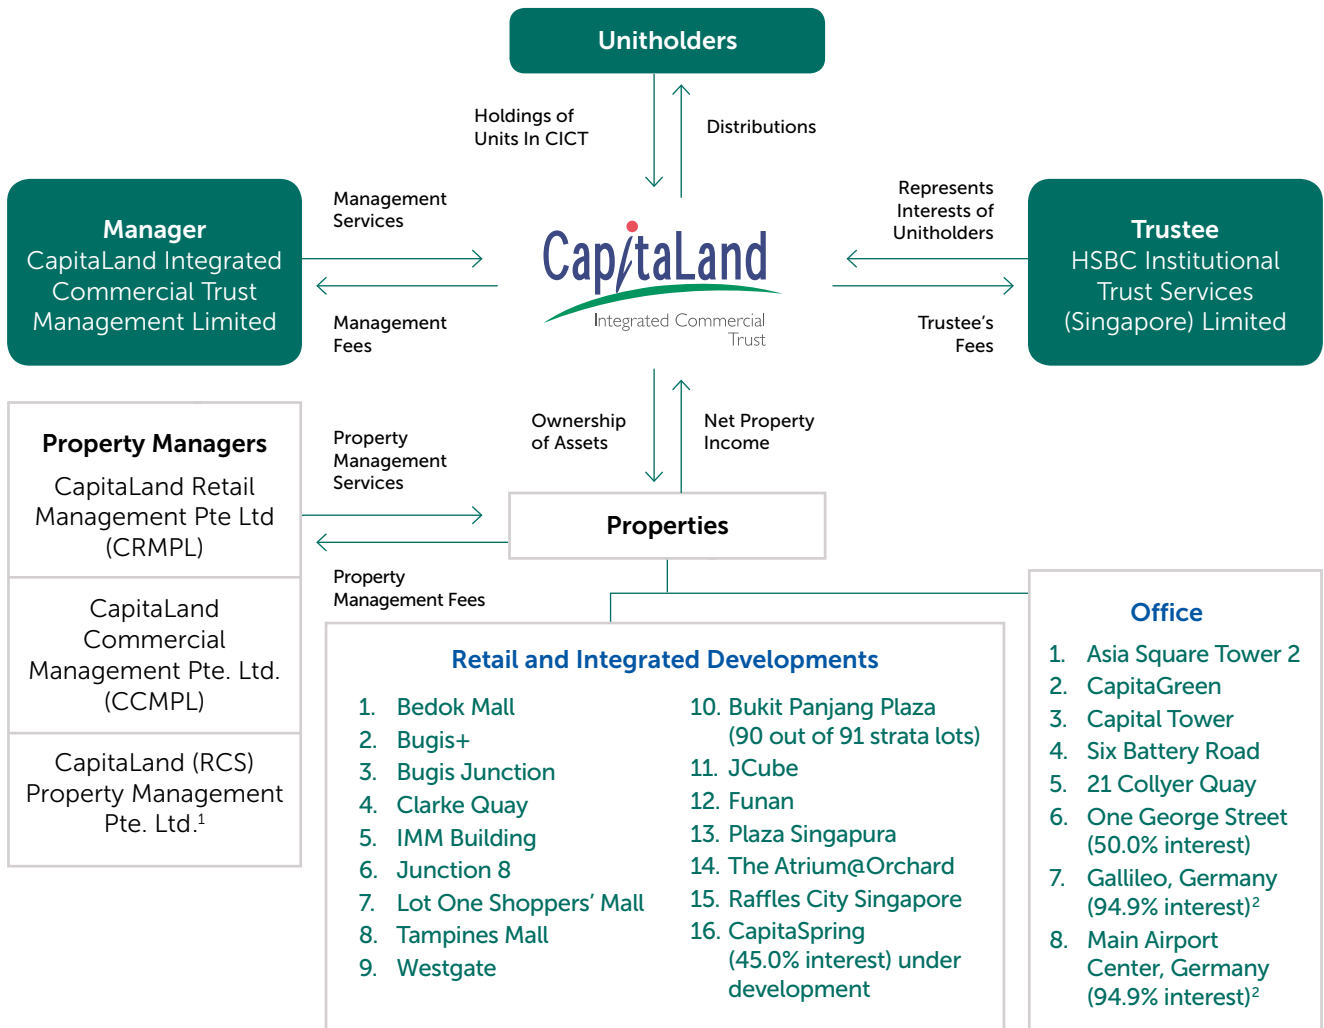 Unitholders
Holdings of
Units In CICT
Distributions
Manager
CapitaLand Integrated
Commercial Trust
Management Limited
Management
Services
Management
Fees
CapitaLand
Integrated Commercial
Trust
Represents
Interests of
Unitholders
Trustee's
Fees
Trustee
HSBC Institutional
Trust Services
(Singapore) Limited
Ownership
of Assets
Net Property
Income
Property Managers
CapitaLand Retail
Management Pte Ltd
(CRMPL)
CapitaLand
Commercial
Management Pte. Ltd.
(CCMPL)
CapitaLand (RCS)
Property Management
Pte. Ltd.¹
Property
Management
Services
Property
Management Fees
Properties
Retail and Integrated Developments
1. Bedok Mall
2. Bugis+
3. Bugis Junction
4. Clarke Quay
5. IMM Building
6. Junction 8
7. Lot One Shoppers' Mall
8. Tampines Mall
9. Westgate
10. Bukit Panjang Plaza
(90 out of 91 strata lots)
11. JCube
12. Funan
13. Plaza Singapura
14. The Atrium@Orchard
15. Raffles City Singapore
16. CapitaSpring
(45.0% interest) under
development
Office
1. Asia Square Tower 2
2. CapitaGreen
3. Capital Tower
4. Six Battery Road
5. 21 Collyer Quay
6. One George Street
(50.0% interest)
7. Gallileo, Germany
(94.9% interest)²
8. Main Airport
Center, Germany
(94.9% interest)²